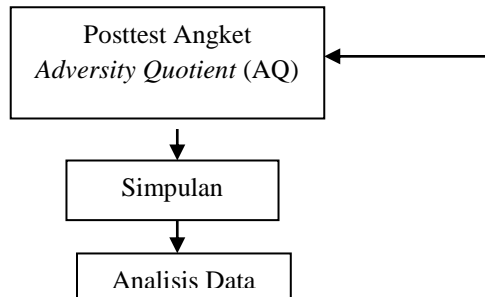 Posttest Angket
Adversity Quotient (AQ)
Simpulan
Analisis Data